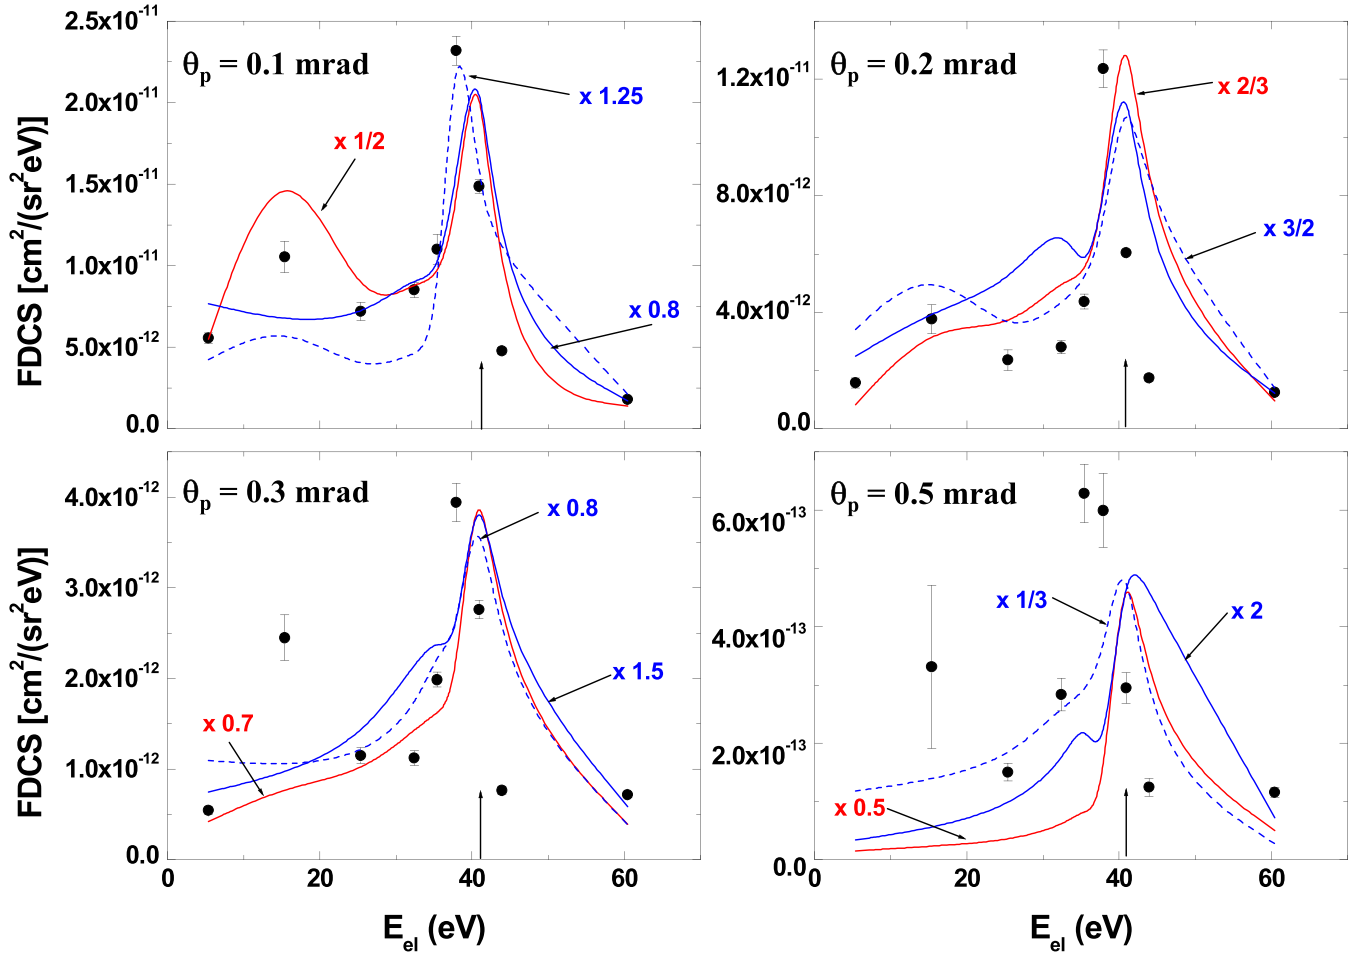 θp = 0.1 mrad
x 1/2
x 1.25
x 0.8
FDCS [cm²/(sr²eV)]
2.5x10⁻¹¹
2.0x10⁻¹¹
1.5x10⁻¹¹
1.0x10⁻¹¹
5.0x10⁻¹²
0.0
θp = 0.2 mrad
x 2/3
x 3/2
1.2x10⁻¹¹
8.0x10⁻¹²
4.0x10⁻¹²
0.0
θp = 0.3 mrad
x 0.8
x 1.5
x 0.7
FDCS [cm²/(sr²eV)]
4.0x10⁻¹²
3.0x10⁻¹²
2.0x10⁻¹²
1.0x10⁻¹²
0.0
0 20 40 60
Eel (eV)
θp = 0.5 mrad
x 1/3
x 2
x 0.5
6.0x10⁻¹³
4.0x10⁻¹³
2.0x10⁻¹³
0.0
0 20 40 60
Eel (eV)